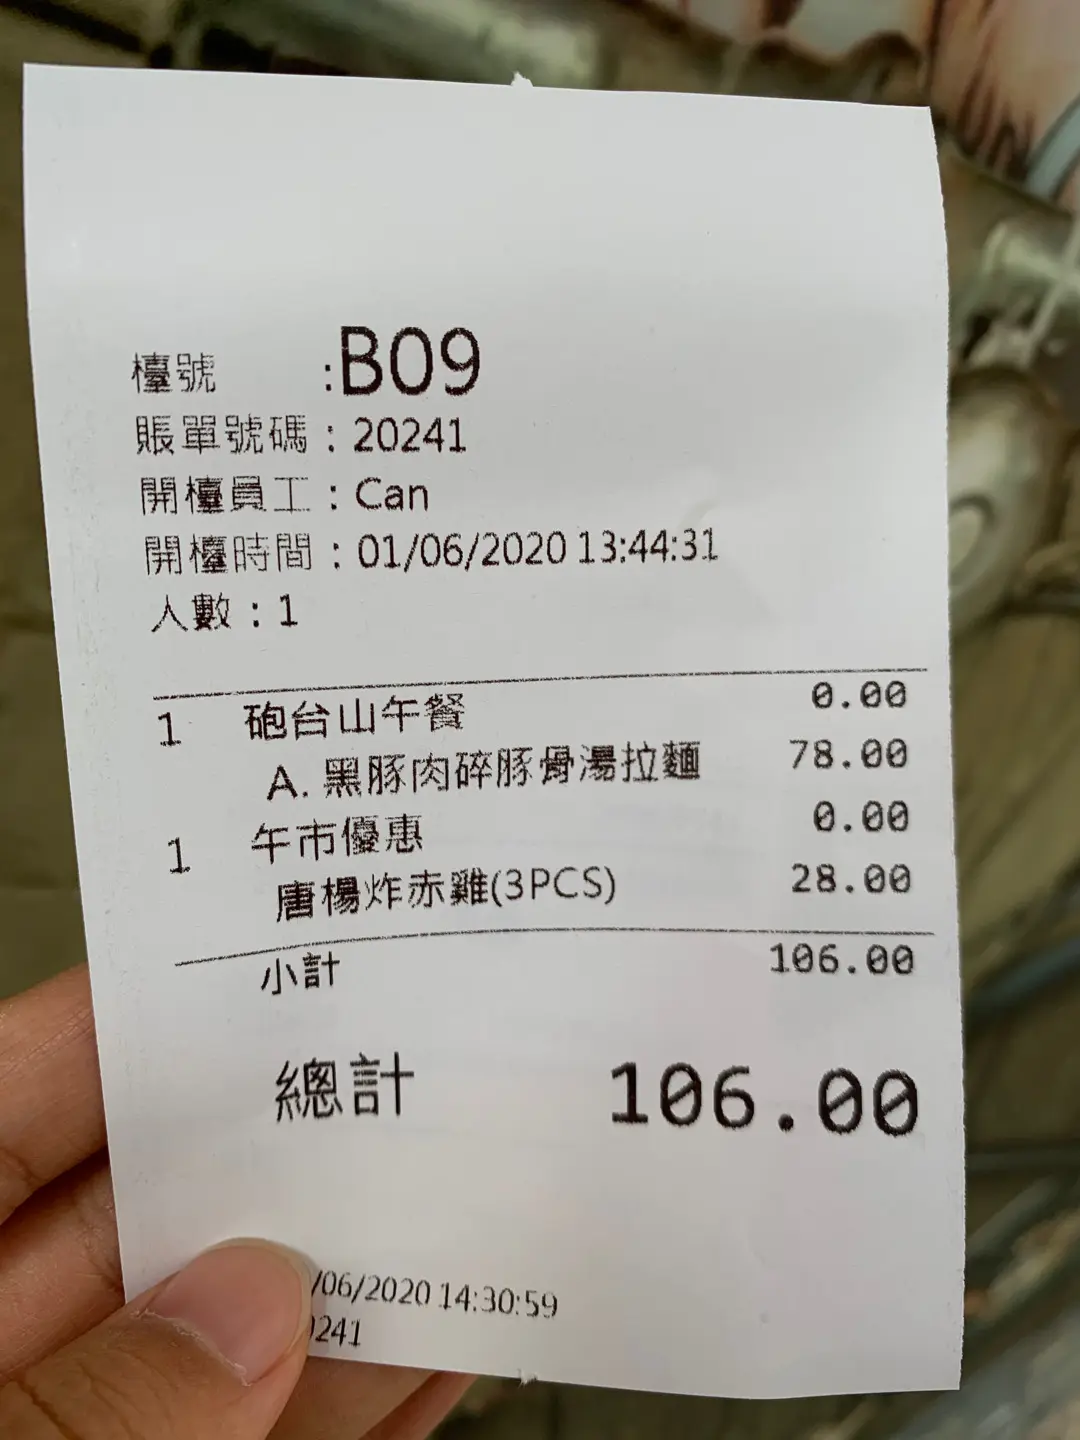 檯號 :B09
賬單號碼 : 20241
開檯員工 : Can
開檯時間 : 01/06/2020 13:44:31
人數 : 1
1 砲台山午餐 0.00
A. 黑豚肉碎豚骨湯拉麵 78.00
1 午市優惠 0.00
唐楊炸赤雞(3PCS) 28.00
小計 106.00
總計 106.00
/06/2020 14:30:59
241